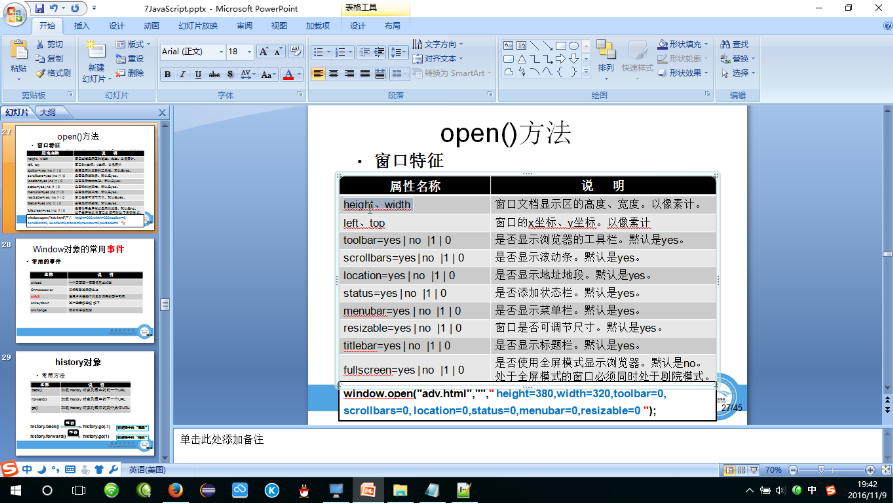 7JavaScript.pptx - Microsoft PowerPoint
表格工具
开始 插入 设计 动画 幻灯片放映 审阅 视图 加载项 设计 布局
剪切
复制
格式刷
粘贴
剪贴板
新建
幻灯片
版式
重设
删除
幻灯片
Arial (正文) 18
字体
文字方向
对齐文本
转换为 SmartArt
段落
排列
快速样式
形状填充
形状轮廓
形状效果
绘图
查找
替换
选择
编辑
幻灯片 大纲
27
open()方法
窗口特征
28
Window对象的常用事件
常用的事件
29
history对象
常用方法
open()方法
• 窗口特征
属性名称 说 明
height、width 窗口文档显示区的高度、宽度。以像素计。
left、top 窗口的x坐标、y坐标。以像素计
toolbar=yes | no |1 | 0 是否显示浏览器的工具栏。默认是yes。
scrollbars=yes | no |1 | 0 是否显示滚动条。默认是yes。
location=yes | no |1 | 0 是否显示地址地段。默认是yes。
status=yes | no |1 | 0 是否添加状态栏。默认是yes。
menubar=yes | no |1 | 0 是否显示菜单栏。默认是yes。
resizable=yes | no |1 | 0 窗口是否可调节尺寸。默认是yes。
titlebar=yes | no |1 | 0 是否显示标题栏。默认是yes。
fullscreen=yes | no |1 | 0 是否使用全屏模式显示浏览器。默认是no。
处于全屏模式的窗口必须同时处于剧院模式。
window.open("adv.html","'"," height=380,width=320,toolbar=0,
scrollbars=0, location=0,status=0,menubar=0,resizable=0 ");
27/45
单击此处添加备注
中
英语(美国)
70%
中
19:42
2016/11/9